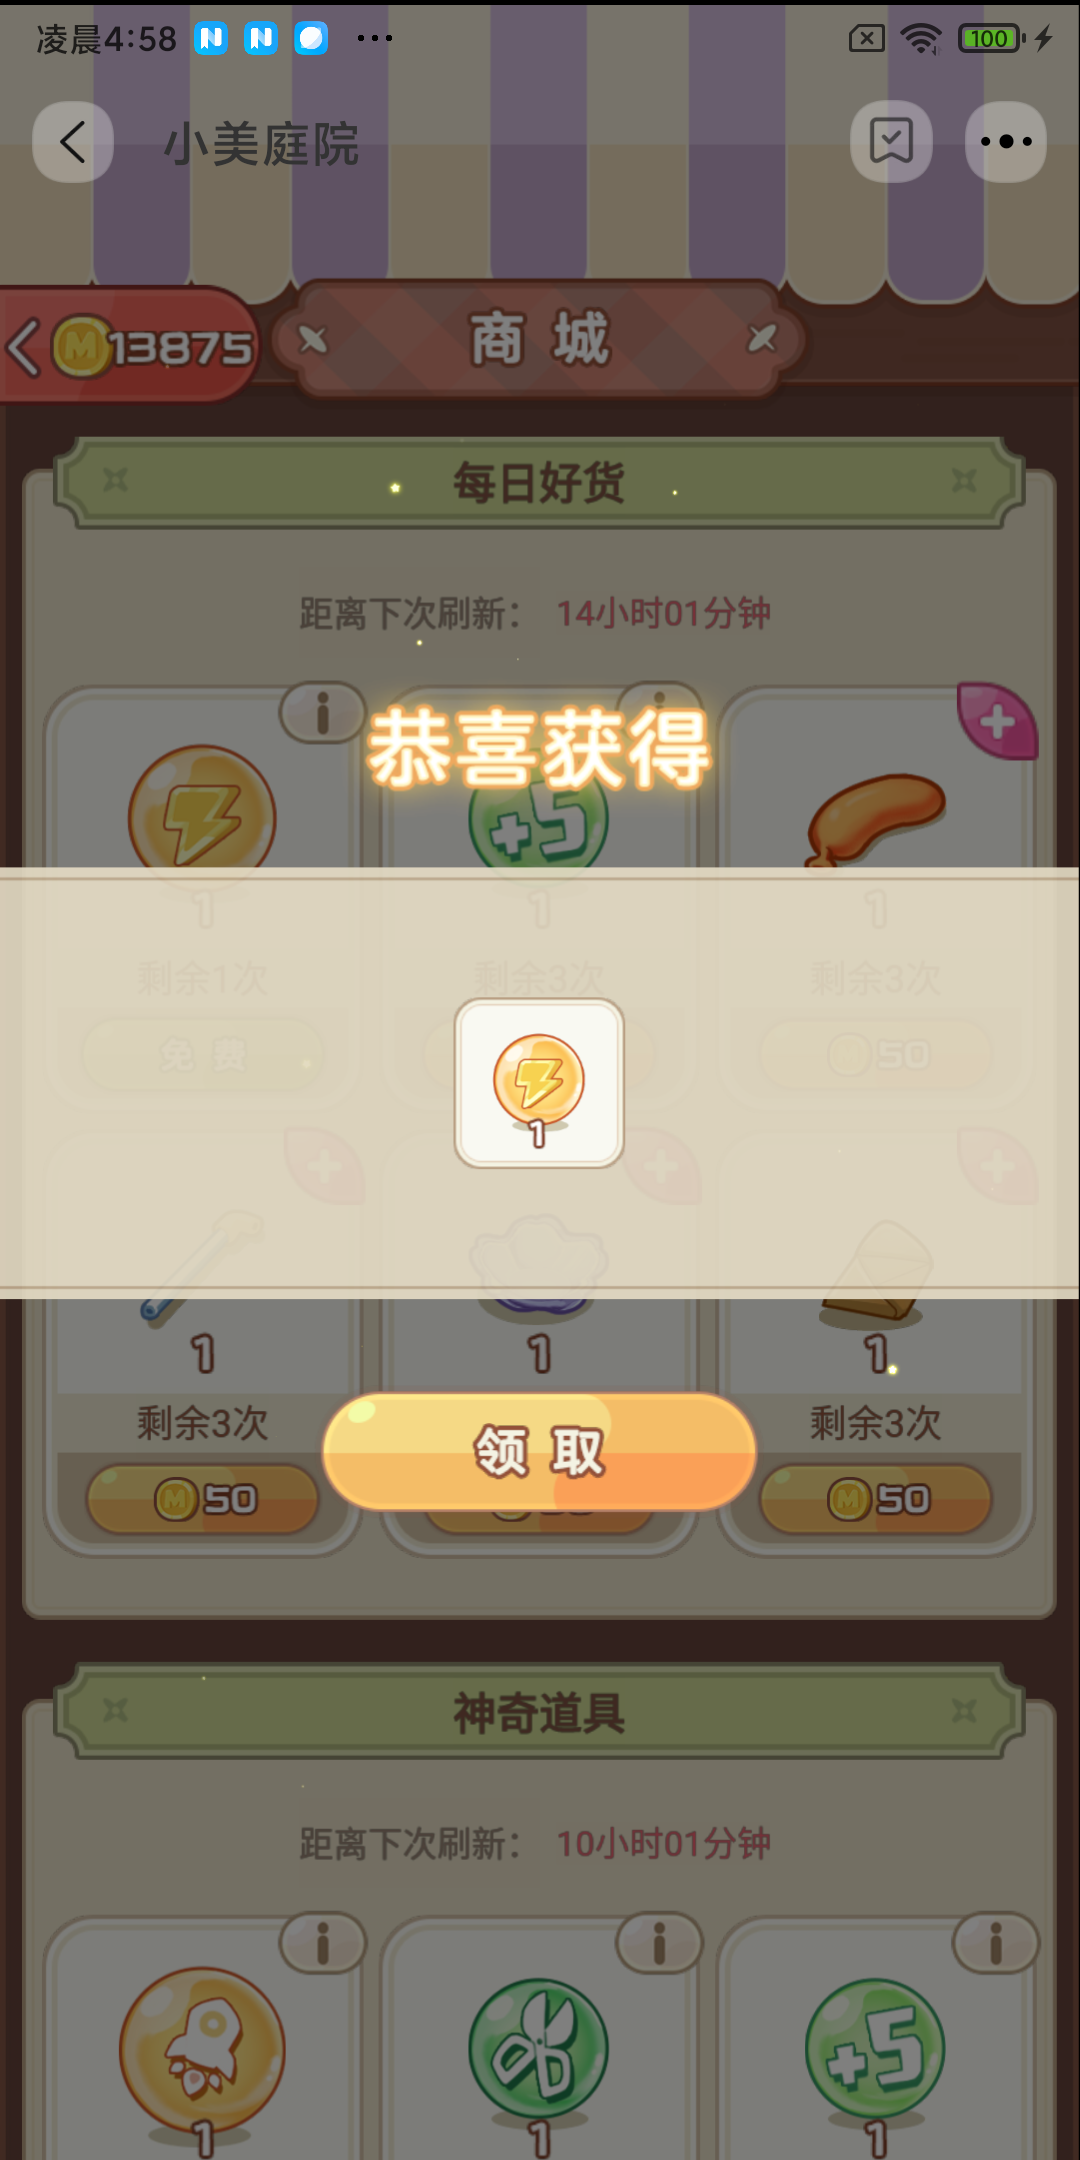 凌晨4:58
100
小美庭院
13875
商城
每日好货
距离下次刷新： 14小时01分钟
恭喜获得
+5
1 1 1
剩余1次 剩余3次 剩余3次
免费 50
1
1 1 1
剩余3次 剩余3次
领取
50 50
神奇道具
距离下次刷新： 10小时01分钟
+5
1 1 1